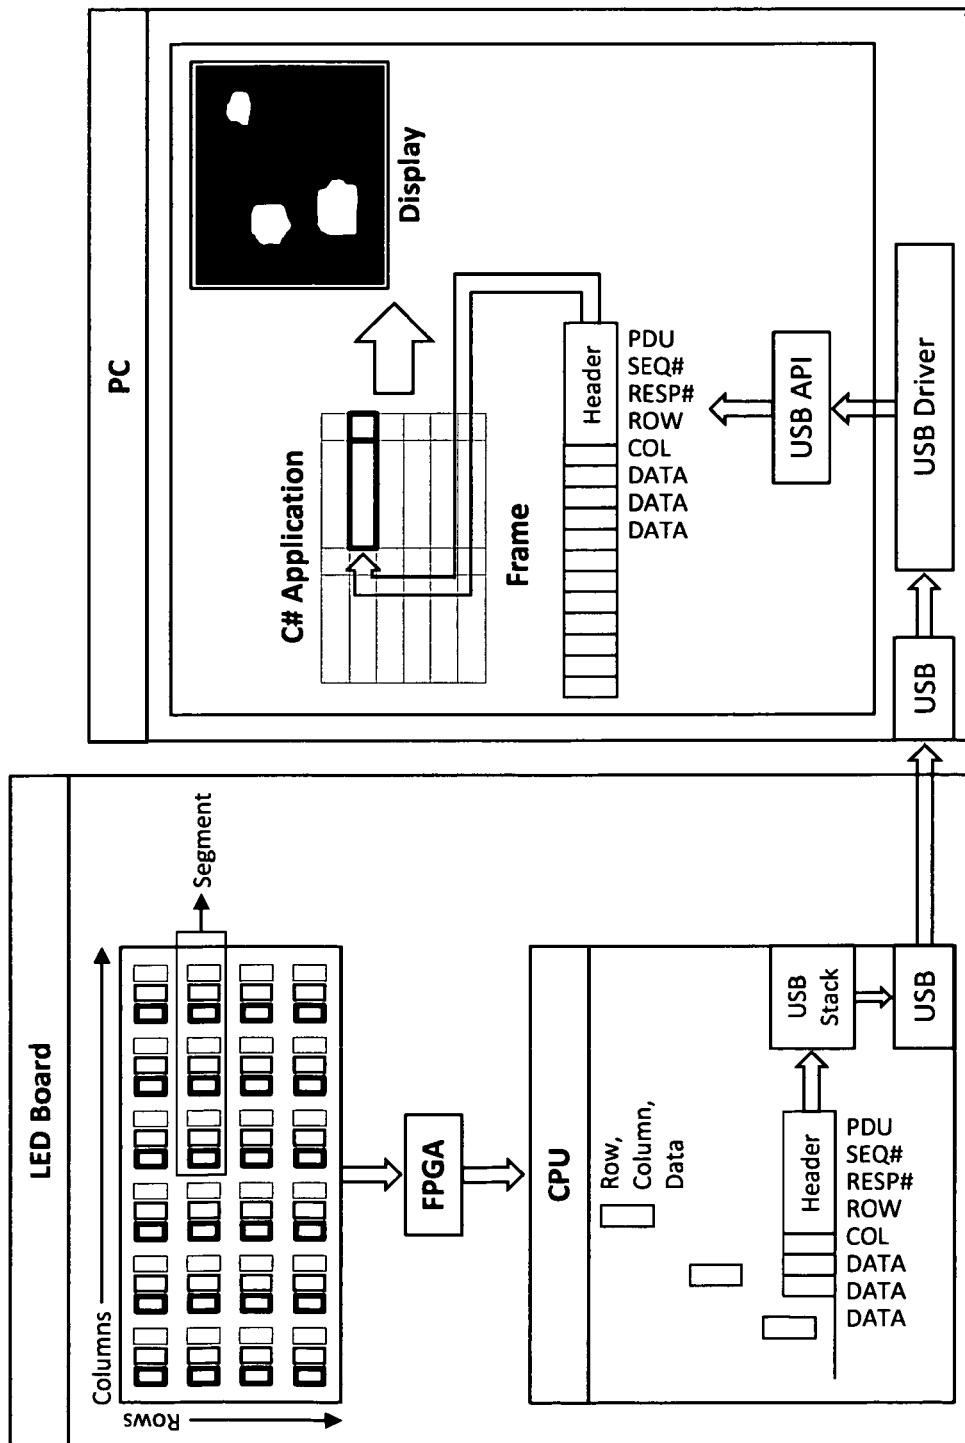 LED Board
Columns
Rows
Segment
FPGA
CPU
Row,
Column,
Data
Header
PDU
SEQ#
RESP#
ROW
COL
DATA
DATA
DATA
USB
Stack
USB
PC
C# Application
Display
Frame
Header
PDU
SEQ#
RESP#
ROW
COL
DATA
DATA
DATA
USB API
USB Driver
USB